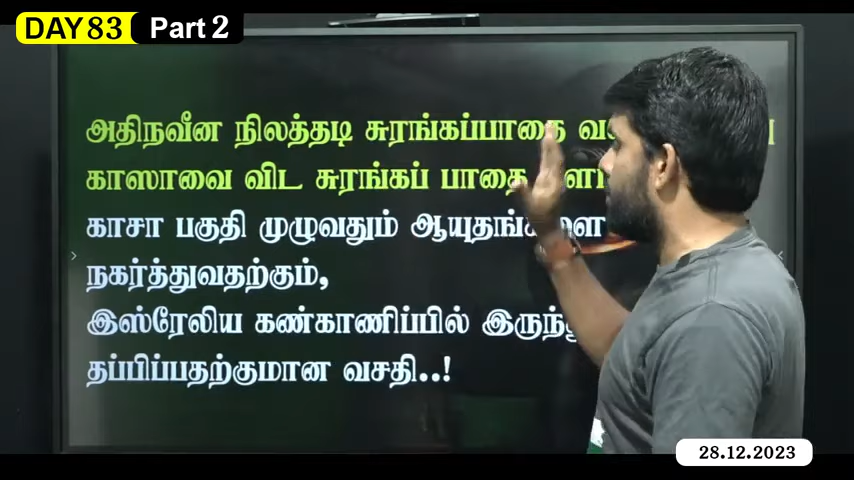 DAY 83 Part 2
அதிநவீன நிலத்தடி சுரங்கப்பாதை
காஸாவை விட சுரங்கப் பாதை
காசா பகுதி முழுவதும் ஆயுதங்களை
நகர்த்துவதற்கும்,
இஸ்ரேலிய கண்காணிப்பில்
தப்பிப்பதற்குமான வசதி..!
28.12.2023